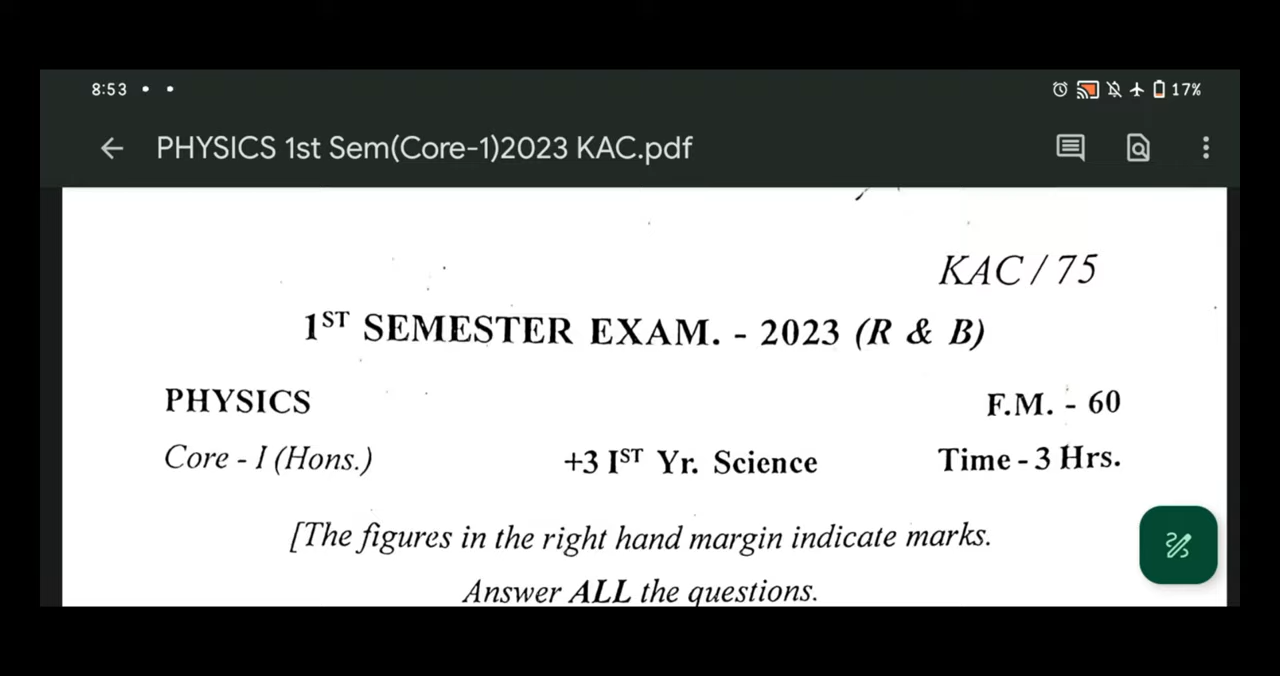 8:53 • •
17%
PHYSICS 1st Sem(Core-1)2023 KAC.pdf
KAC / 75
1ST SEMESTER EXAM. - 2023 (R & B)
PHYSICS
F.M. - 60
Core - I (Hons.)
+3 IST Yr. Science
Time - 3 Hrs.
[The figures in the right hand margin indicate marks.
Answer ALL the questions.